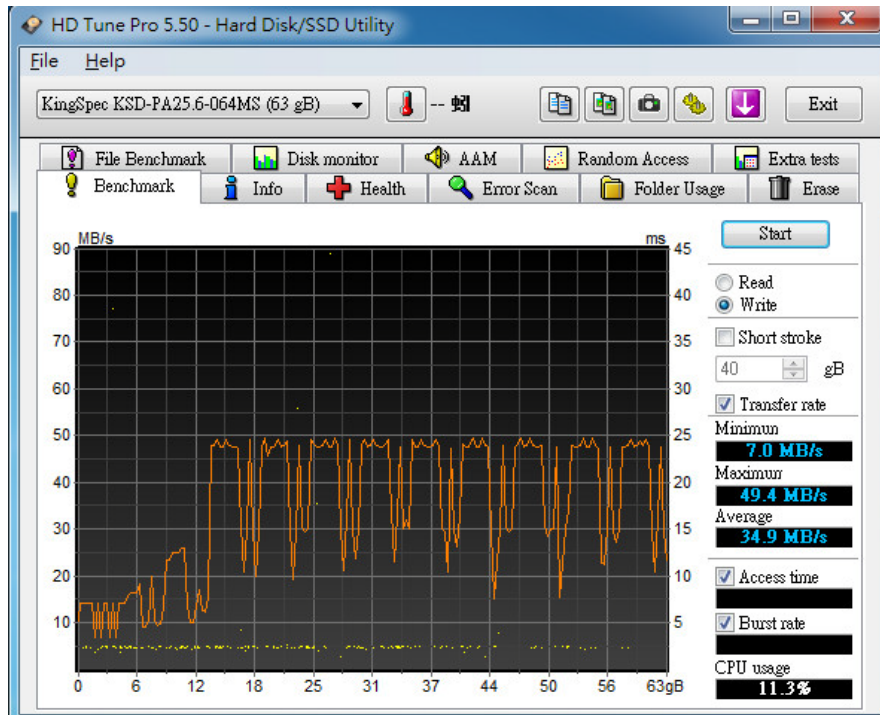 HD Tune Pro 5.50 - Hard Disk/SSD Utility
File Help
KingSpec KSD-PA25.6-064MS (63 gB) -- 蚓 Exit
File Benchmark Disk monitor AAM Random Access Extra tests
Benchmark Info Health Error Scan Folder Usage Erase
MB/s ms
90 80 70 60 50 40 30 20 10
45 40 35 30 25 20 15 10 5
0 6 12 18 25 31 37 44 50 56 63gB
Start
Read
Write
Short stroke
40 gB
Transfer rate
Minimun
7.0 MB/s
Maximun
49.4 MB/s
Average
34.9 MB/s
Access time
Burst rate
CPU usage
11.3%